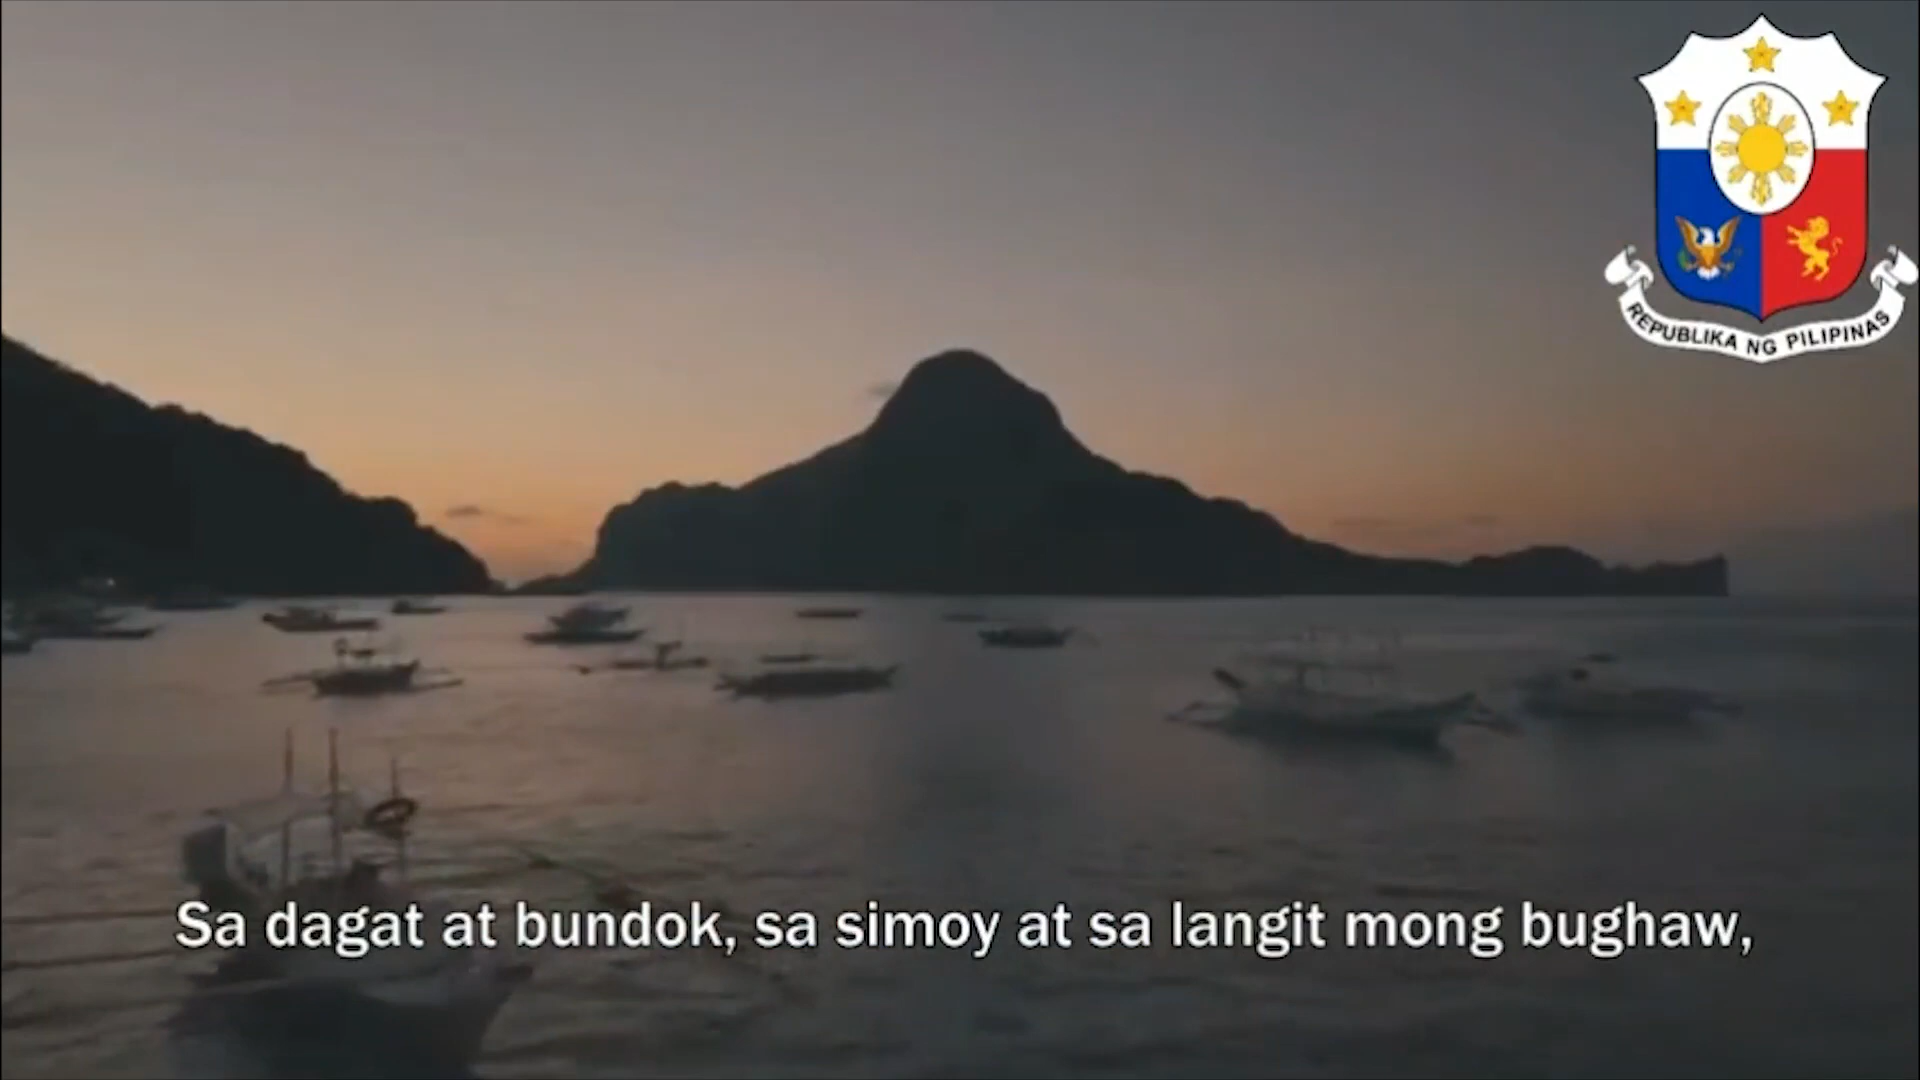 REPUBLIKA NG PILIPINAS
Sa dagat at bundok, sa simoy at sa langit mong bughaw,